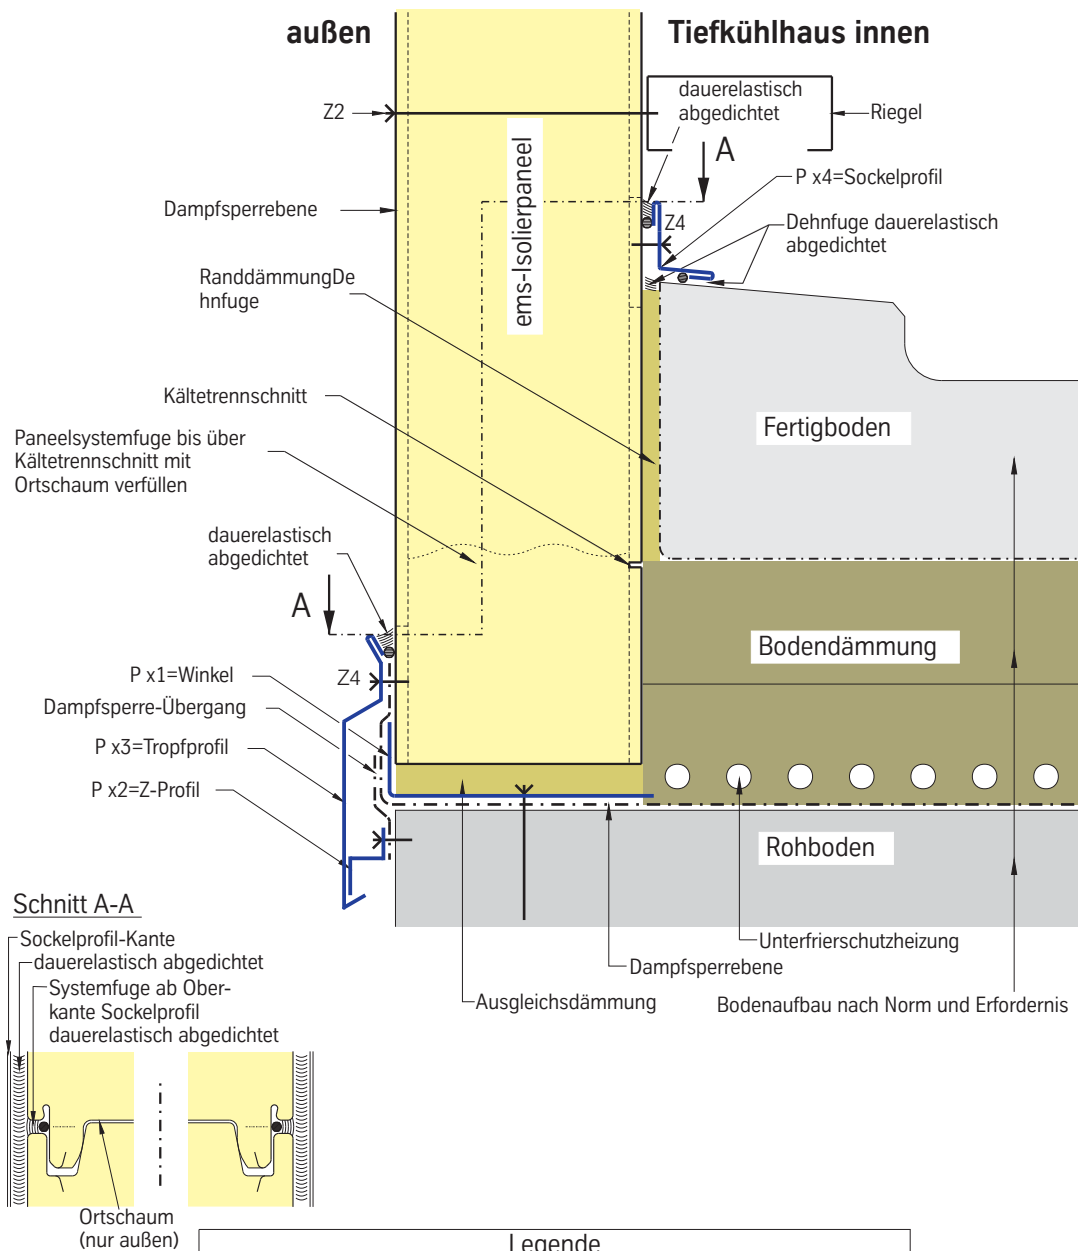 außen
Tiefkühlhaus innen
dauerelastisch
abgedichtet
Z2
Riegel
ems-Isolierpaneel
A
P x4=Sockelprofil
Dampfsperrebene
Z4
Dehnfuge dauerelastisch
abgedichtet
RanddämmungDe
hnfuge
Kältetrennschnitt
Fertigboden
Paneelsystemfuge bis über
Kältetrennschnitt mit
Ortschaum verfüllen
dauerelastisch
abgedichtet
A
Bodendämmung
P x1=Winkel
Z4
Dampfsperre-Übergang
P x3=Tropfprofil
P x2=Z-Profil
Rohboden
Schnitt A-A
Sockelprofil-Kante
dauerelastisch abgedichtet
Systemfuge ab Ober-
kante Sockelprofil
dauerelastisch abgedichtet
Unterfrierschutzheizung
Dampfsperrebene
Ausgleichsdämmung
Bodenaufbau nach Norm und Erfordernis
Ortschaum
(nur außen)
Legende